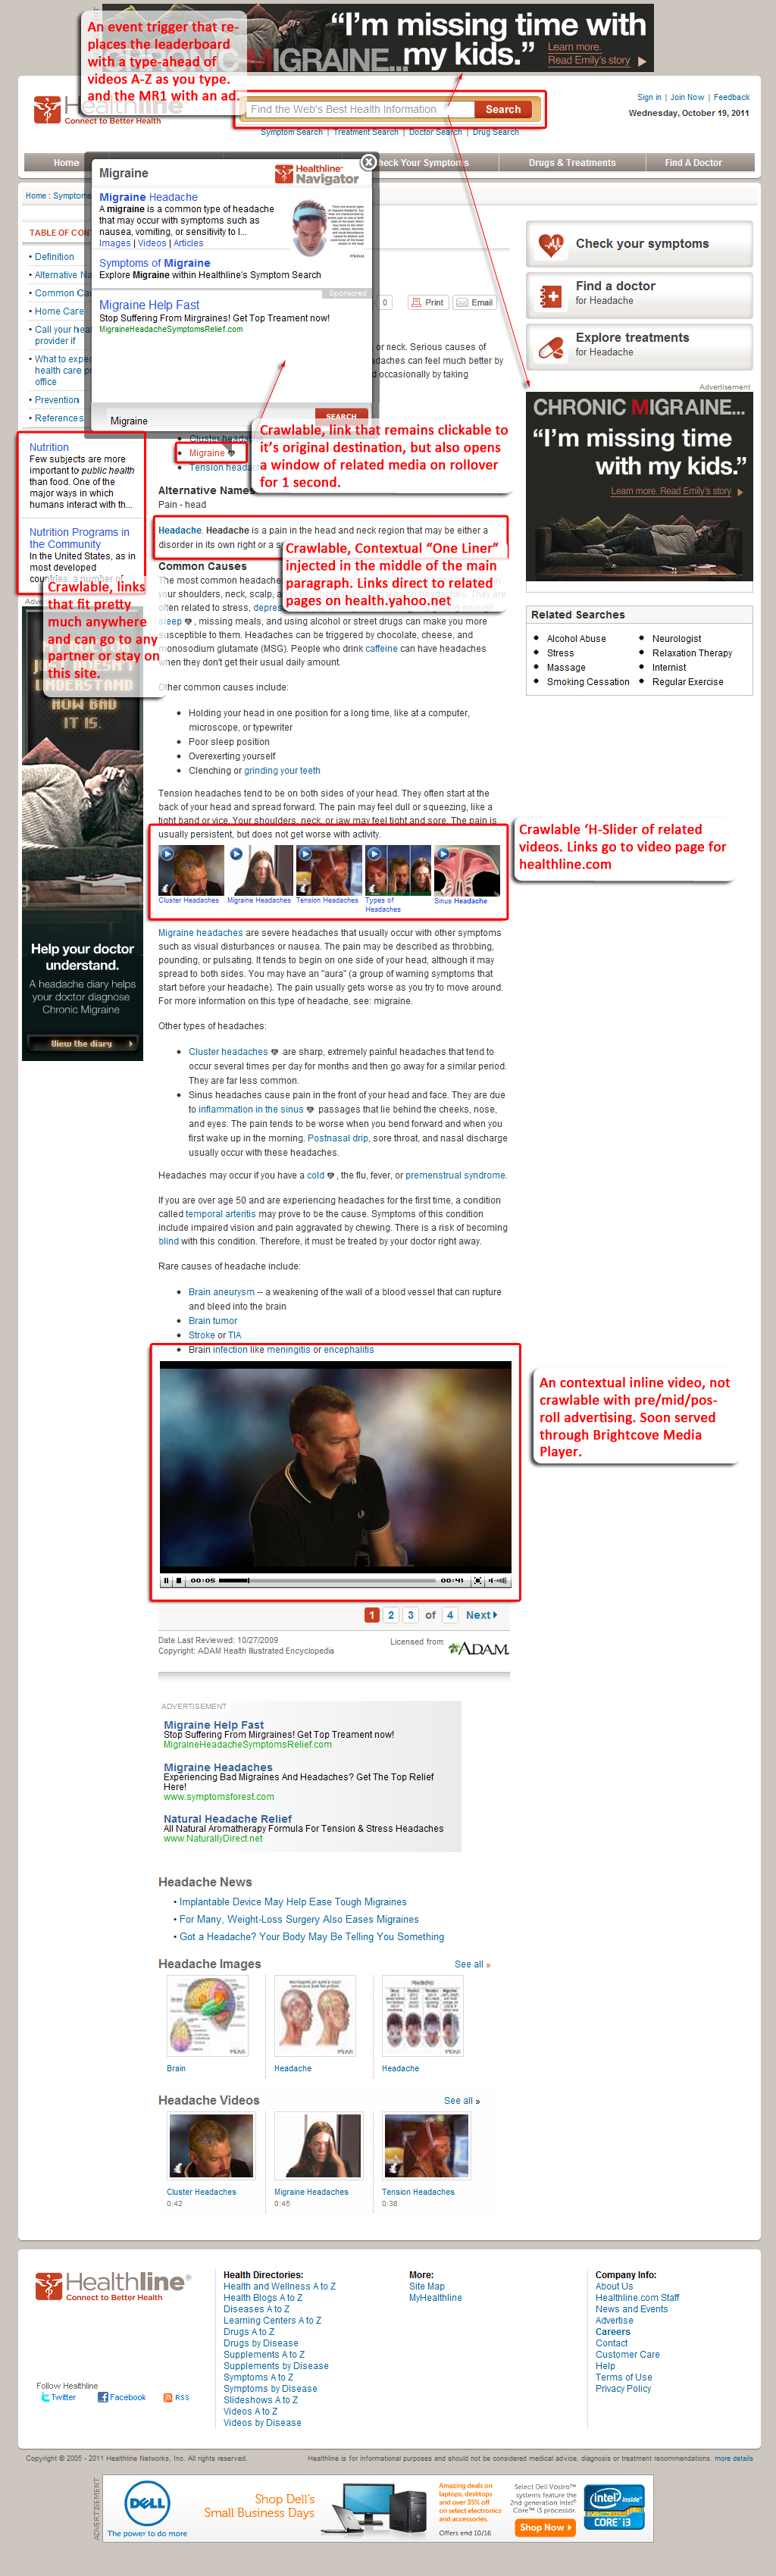 ADVERTISEMENT
CHRONIC MIGRAINE...
"I'm missing time with
my kids."
Learn more.
Read Emily's story
An event trigger that re-
places the leaderboard
with a type-ahead of
videos A-Z as you type.
and the MR1 with an ad.
Healthline
Connect to Better Health
Find the Web's Best Health Information
Search
Symptom Search | Treatment Search | Doctor Search | Drug Search
Sign in | Join Now | Feedback
Wednesday, October 19, 2011
Home
Check Your Symptoms
Drugs & Treatments
Find A Doctor
Home : Symptoms
TABLE OF CONT
• Definition
• Alternative Na
• Common Cau
• Home Care
• Call your heal
provider if
• What to expec
health care pr
office
• Prevention
• References
Migraine
Healthline
Navigator
Migraine Headache
A migraine is a common type of headache
that may occur with symptoms such as
nausea, vomiting, or sensitivity to l...
Images | Videos | Articles
Symptoms of Migraine
Explore Migraine within Healthline's Symptom Search
Sponsored
Migraine Help Fast
Stop Suffering From Mirgraines! Get Top Treament now!
MigraineHeadacheSymptomsRelief.com
Migraine
SEARCH
0
Print
Email
or neck. Serious causes of
adaches can feel much better by
d occasionally by taking
Check your symptoms
Find a doctor
for Headache
Explore treatments
for Headache
Advertisement
CHRONIC MIGRAINE...
"I'm missing
time with
my kids."
Learn more. Read Emily's story
• Cluster headache
• Migraine
• Tension headac
Crawlable, link that remains clickable to
it's original destination, but also opens
a window of related media on rollover
for 1 second.
Nutrition
Few subjects are more
important to public health
than food. One of the
major ways in which
humans interact with th...
Nutrition Programs in
the Community
In the United States, as in
most developed
countries, a number of
Crawlable, links
that fit pretty
much anywhere
and can go to any
partner or stay on
this site.
Alternative Names
Pain - head
Headache. Headache is a pain in the head and neck region that may be either a
disorder in its own right or a s
Crawlable, Contextual "One Liner"
injected in the middle of the main
paragraph. Links direct to related
pages on health.yahoo.net
Common Causes
The most common headache
your shoulders, neck, scalp, a
often related to stress, depres
sleep , missing meals, and using alcohol or street drugs can make you more
susceptible to them. Headaches can be triggered by chocolate, cheese, and
monosodium glutamate (MSG). People who drink caffeine can have headaches
when they don't get their usual daily amount.
Other common causes include:
• Holding your head in one position for a long time, like at a computer,
microscope, or typewriter
• Poor sleep position
• Overexerting yourself
• Clenching or grinding your teeth
Tension headaches tend to be on both sides of your head. They often start at the
back of your head and spread forward. The pain may feel dull or squeezing, like a
tight band or vice. Your shoulders, neck, or jaw may feel tight and sore. The pain is
usually persistent, but does not get worse with activity.
Related Searches
• Alcohol Abuse
• Stress
• Massage
• Smoking Cessation
• Neurologist
• Relaxation Therapy
• Internist
• Regular Exercise
UNDERSTAND
HOW BAD
IT IS.
Help your doctor
understand.
A headache diary helps
your doctor diagnose
Chronic Migraine
View the diary
Cluster Headaches
Migraine Headaches
Tension Headaches
Types of
Headaches
Sinus Headache
Crawlable 'H-Slider of related
videos. Links go to video page for
healthline.com
Migraine headaches are severe headaches that usually occur with other symptoms
such as visual disturbances or nausea. The pain may be described as throbbing,
pounding, or pulsating. It tends to begin on one side of your head, although it may
spread to both sides. You may have an "aura" (a group of warning symptoms that
start before your headache). The pain usually gets worse as you try to move around.
For more information on this type of headache, see: migraine.
Other types of headaches:
• Cluster headaches are sharp, extremely painful headaches that tend to
occur several times per day for months and then go away for a similar period.
They are far less common.
• Sinus headaches cause pain in the front of your head and face. They are due
to inflammation in the sinus passages that lie behind the cheeks, nose,
and eyes. The pain tends to be worse when you bend forward and when you
first wake up in the morning. Postnasal drip, sore throat, and nasal discharge
usually occur with these headaches.
Headaches may occur if you have a cold , the flu, fever, or premenstrual syndrome.
If you are over age 50 and are experiencing headaches for the first time, a condition
called temporal arteritis may prove to be the cause. Symptoms of this condition
include impaired vision and pain aggravated by chewing. There is a risk of becoming
blind with this condition. Therefore, it must be treated by your doctor right away.
Rare causes of headache include:
• Brain aneurysm -- a weakening of the wall of a blood vessel that can rupture
and bleed into the brain
• Brain tumor
• Stroke or TIA
• Brain infection like meningitis or encephalitis
00:05
00:41
An contextual inline video, not
crawlable with pre/mid/pos-
roll advertising. Soon served
through Brightcove Media
Player.
1 2 3 of 4 Next
Date Last Reviewed: 10/27/2009
Copyright: ADAM Health Illustrated Encyclopedia
Licensed from: ADAM
ADVERTISEMENT
Migraine Help Fast
Stop Suffering From Mirgraines! Get Top Treament now!
MigraineHeadacheSymptomsRelief.com
Migraine Headaches
Experiencing Bad Migraines And Headaches? Get The Top Relief
Here!
www.symptomsforest.com
Natural Headache Relief
All Natural Aromatherapy Formula For Tension & Stress Headaches
www.NaturallyDirect.net
Headache News
• Implantable Device May Help Ease Tough Migraines
• For Many, Weight-Loss Surgery Also Eases Migraines
• Got a Headache? Your Body May Be Telling You Something
Headache Images
See all »
Brain
Headache
Headache
Headache Videos
See all »
Cluster Headaches
0:42
Migraine Headaches
0:45
Tension Headaches
0:38
Healthline®
Connect to Better Health
Follow Healthline
Twitter
Facebook
RSS
Health Directories:
Health and Wellness A to Z
Health Blogs A to Z
Diseases A to Z
Learning Centers A to Z
Drugs A to Z
Drugs by Disease
Supplements A to Z
Supplements by Disease
Symptoms A to Z
Symptoms by Disease
Slideshows A to Z
Videos A to Z
Videos by Disease
More:
Site Map
MyHealthline
Company Info:
About Us
Healthline.com Staff
News and Events
Advertise
Careers
Contact
Customer Care
Help
Terms of Use
Privacy Policy
Copyright © 2005 - 2011 Healthline Networks, Inc. All rights reserved.
Healthline is for informational purposes and should not be considered medical advice, diagnosis or treatment recommendations. more details
ADVERTISEMENT
DELL
The power to do more
Shop Dell's
Small Business Days
Amazing deals on
laptops, desktops
and over 35% off
on select electronics
and accessories.
Offers end 10/16
Select Dell Vostro™
systems feature the
2nd generation Intel®
Core™ i3 processor.
Shop Now
intel inside™
CORE™ i3